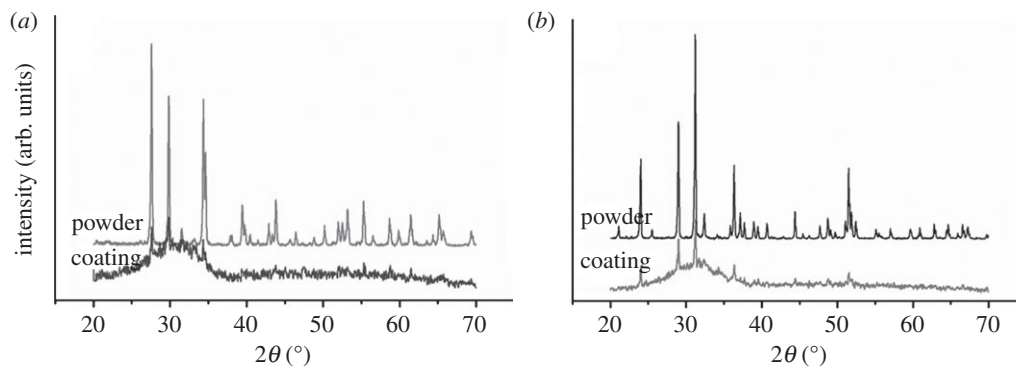 (a)
(b)
intensity (arb. units)
powder
coating
20 30 40 50 60 70
2θ (°)
powder
coating
20 30 40 50 60 70
2θ (°)